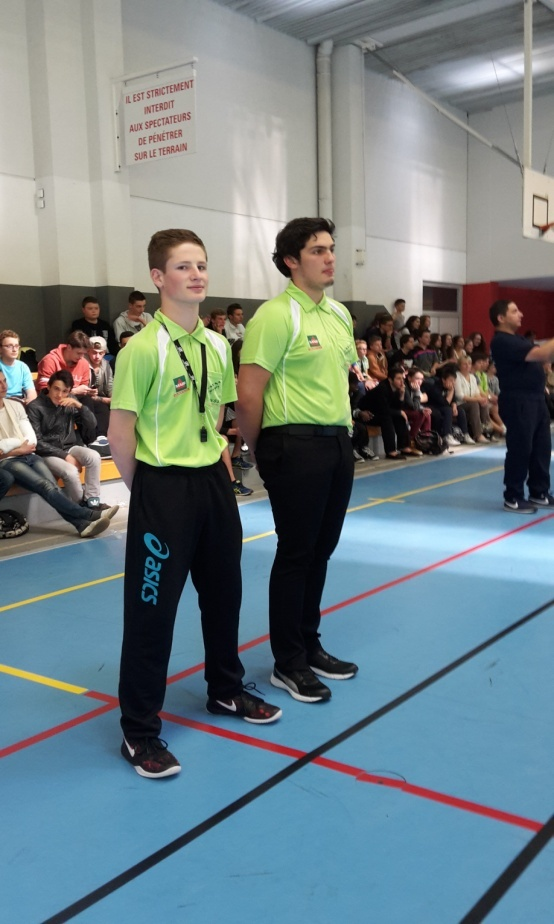 IL EST STRICTEMENT
INTERDIT
AUX SPECTATEURS
DE PÉNÉTRER
SUR LE TERRAIN
asics